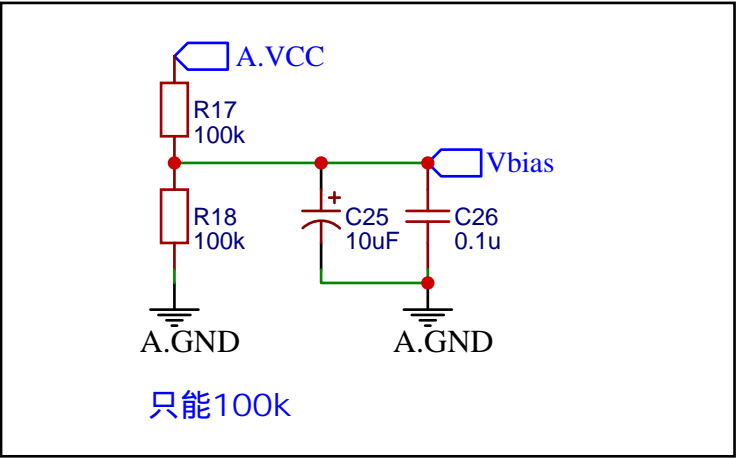 A.VCC
R17
100k
Vbias
R18
100k
+
C25
10uF
C26
0.1u
A.GND
A.GND
只能100k